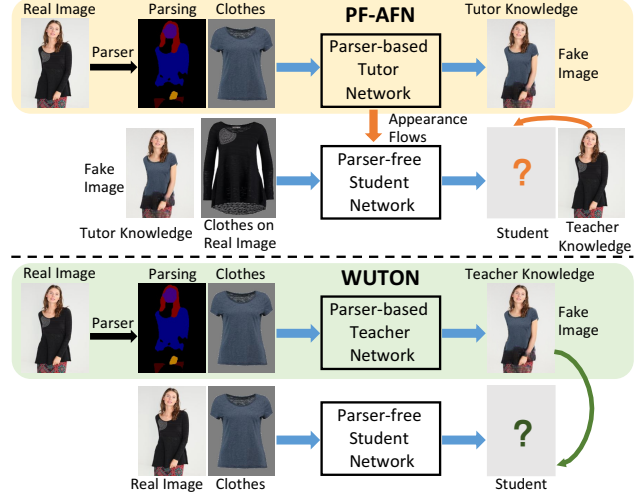 Real Image
Parsing
Clothes
PF-AFN
Tutor Knowledge
Parser
Parser-based
Tutor
Network
Fake
Image
Appearance
Flows
Fake
Image
Parser-free
Student
Network
?
Tutor Knowledge
Clothes on
Real Image
Student
Teacher
Knowledge
Real Image
Parsing
Clothes
WUTON
Teacher Knowledge
Parser
Parser-based
Teacher
Network
Fake
Image
Parser-free
Student
Network
?
Real Image
Clothes
Student